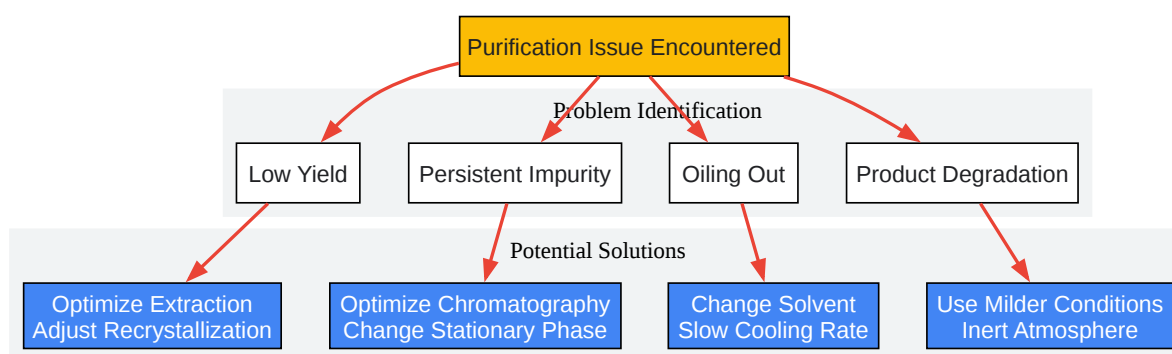 Purification Issue Encountered
Problem Identification
Low Yield
Persistent Impurity
Oiling Out
Product Degradation
Potential Solutions
Optimize Extraction
Adjust Recrystallization
Optimize Chromatography
Change Stationary Phase
Change Solvent
Slow Cooling Rate
Use Milder Conditions
Inert Atmosphere